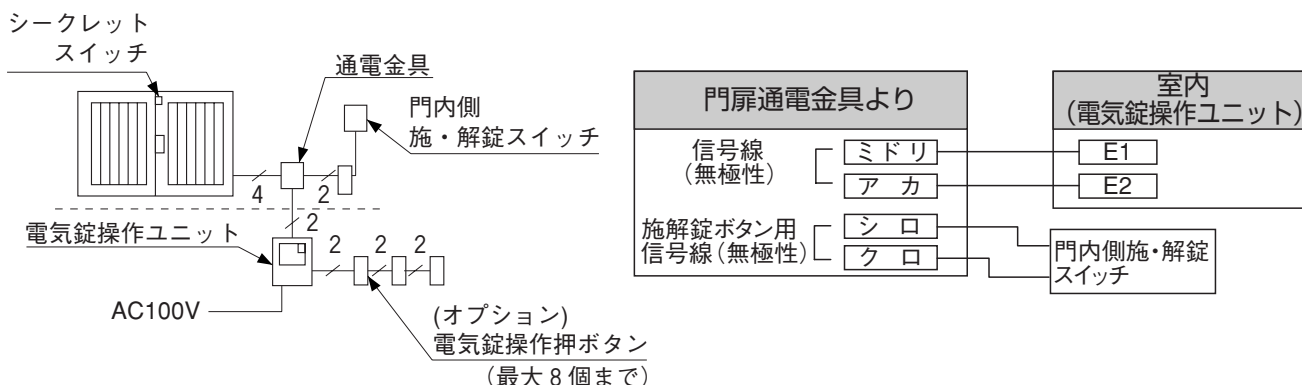 シークレット
スイッチ
通電金具
門内側
施・解錠スイッチ
4
2
2
電気錠操作ユニット
2
2
2
AC100V
(オプション)
電気錠操作押ボタン
（最大８個まで）
門扉通電金具より
信号線
（無極性）
ミドリ
アカ
施解錠ボタン用
信号線（無極性）
シロ
クロ
室内
（電気錠操作ユニット）
E1
E2
門内側施・解錠
スイッチ